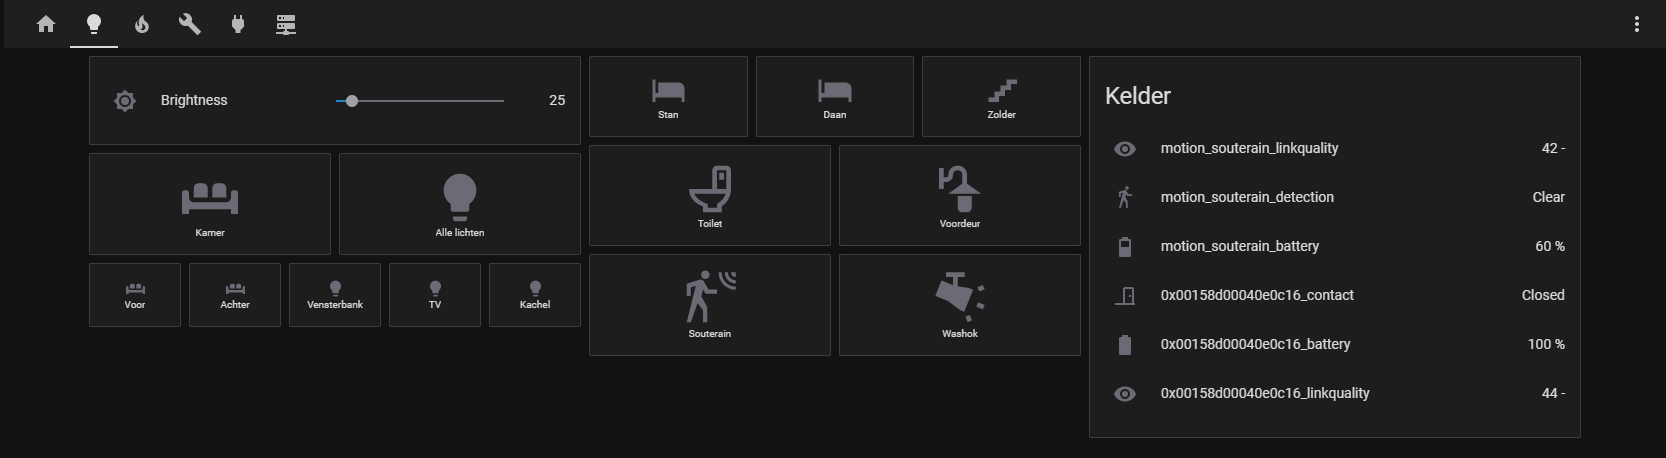 Brightness 25
Kamer
Alle lichten
Voor
Achter
Vensterbank
TV
Kachel
Stan
Daan
Zolder
Toilet
Voordeur
Souterain
Washok
Kelder
motion_souterain_linkquality 42 -
motion_souterain_detection Clear
motion_souterain_battery 60 %
0x00158d00040e0c16_contact Closed
0x00158d00040e0c16_battery 100 %
0x00158d00040e0c16_linkquality 44 -